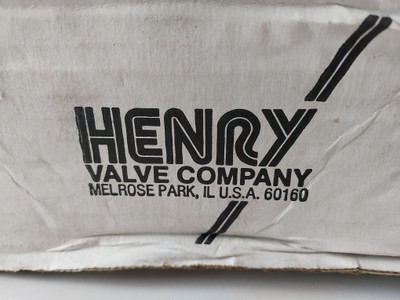 HENRY
VALVE COMPANY
MELROSE PARK, IL U.S.A. 60160